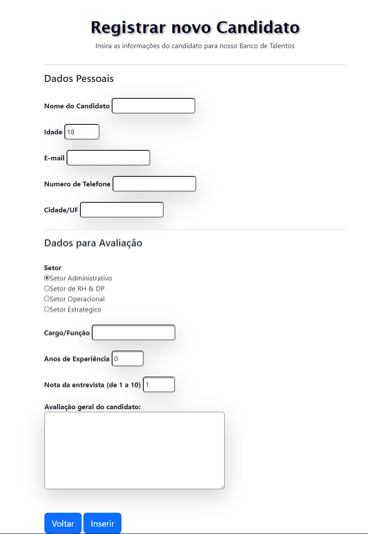 Registrar novo Candidato
Insira as informações do candidato para nosso Banco de Talentos
Dados Pessoais
Nome do Candidato
Idade 18
E-mail
Numero de Telefone
Cidade/UF
Dados para Avaliação
Setor
Setor Administrativo
Setor de RH & DP
Setor Operacional
Setor Estrategico
Cargo/Função
Anos de Experiência 0
Nota da entrevista (de 1 a 10) 1
Avaliação geral do candidato:
Voltar Inserir